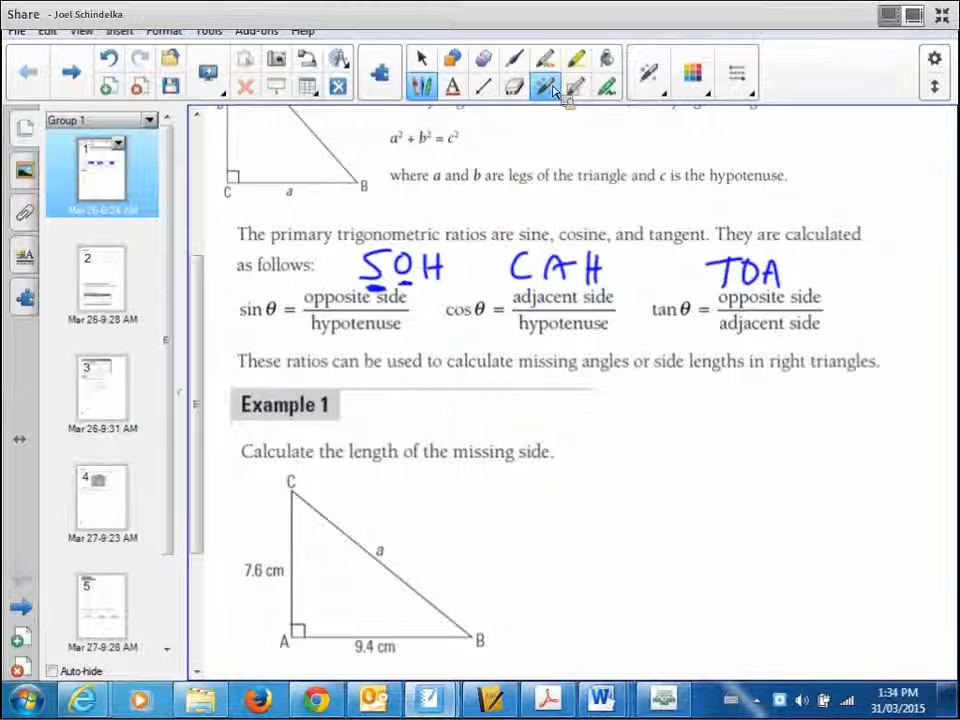 Share - Joel Schindelka
File Edit View Insert Format Tools Add-ons Help
Group 1
1
Mar 26-9:24 AM
2
Mar 26-9:28 AM
3
Mar 26-9:31 AM
4
Mar 27-9:23 AM
5
Mar 27-9:26 AM
Auto-hide
a² + b² = c²
C a B
where a and b are legs of the triangle and c is the hypotenuse.
The primary trigonometric ratios are sine, cosine, and tangent. They are calculated
as follows: SOH CAH TOA
sin θ = opposite side / hypotenuse cos θ = adjacent side / hypotenuse tan θ = opposite side / adjacent side
These ratios can be used to calculate missing angles or side lengths in right triangles.
Example 1
Calculate the length of the missing side.
C
a
7.6 cm
A B
9.4 cm
1:34 PM
31/03/2015